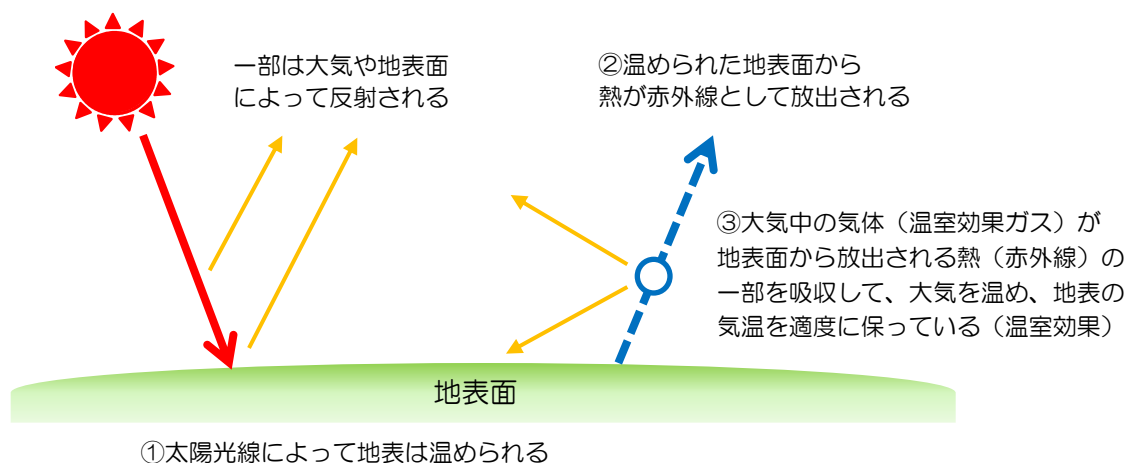 一部は大気や地表面
によって反射される
②温められた地表面から
熱が赤外線として放出される
③大気中の気体（温室効果ガス）が
地表面から放出される熱（赤外線）の
一部を吸収して、大気を温め、地表の
気温を適度に保っている（温室効果）
地表面
①太陽光線によって地表は温められる